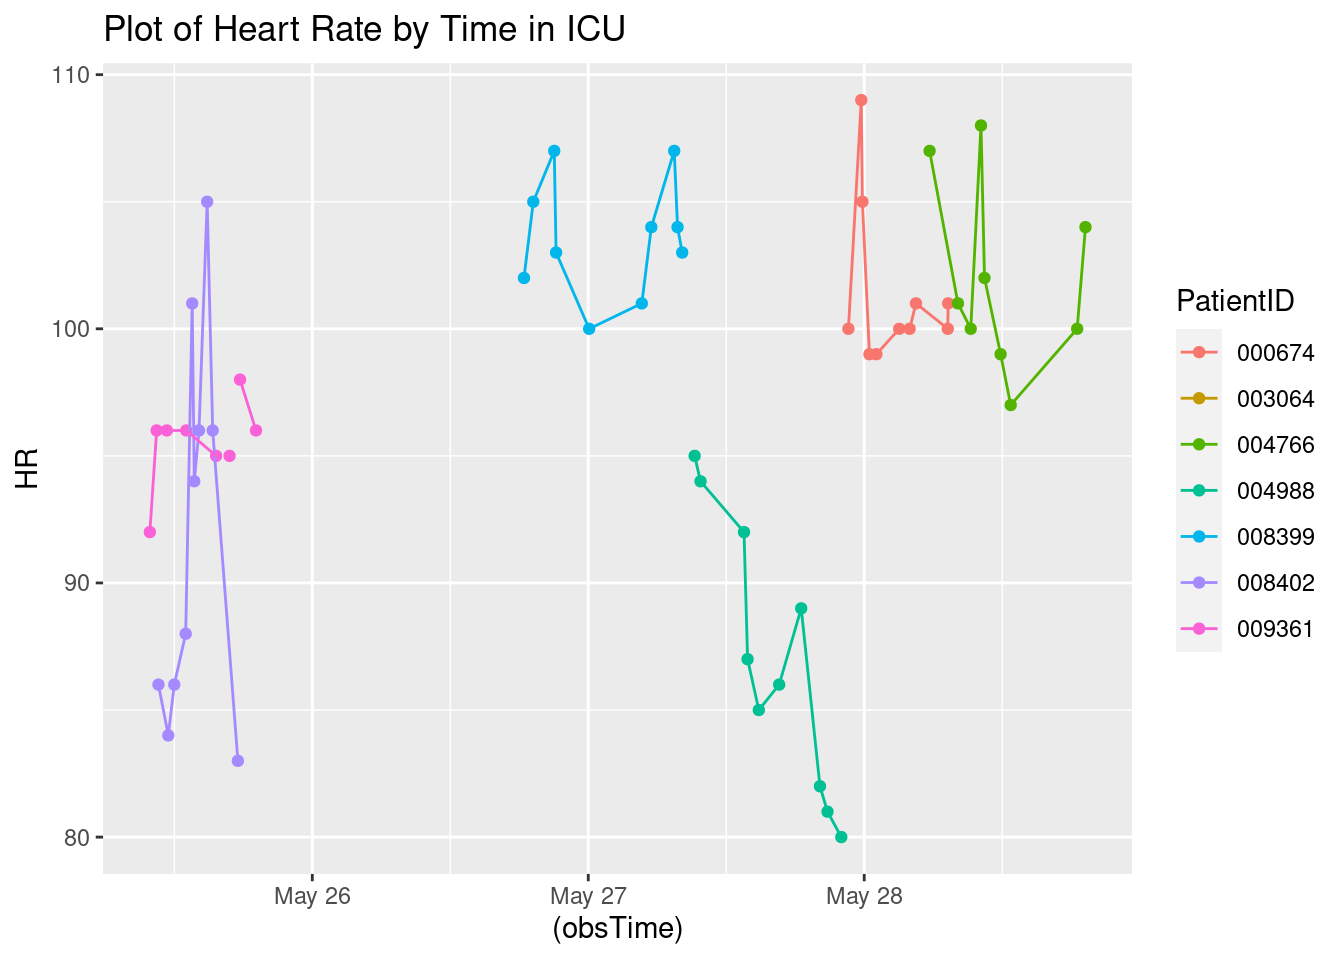 Plot of Heart Rate by Time in ICU
110
100
90
80
HR
May 26
May 27
May 28
(obsTime)
PatientID
000674
003064
004766
004988
008399
008402
009361